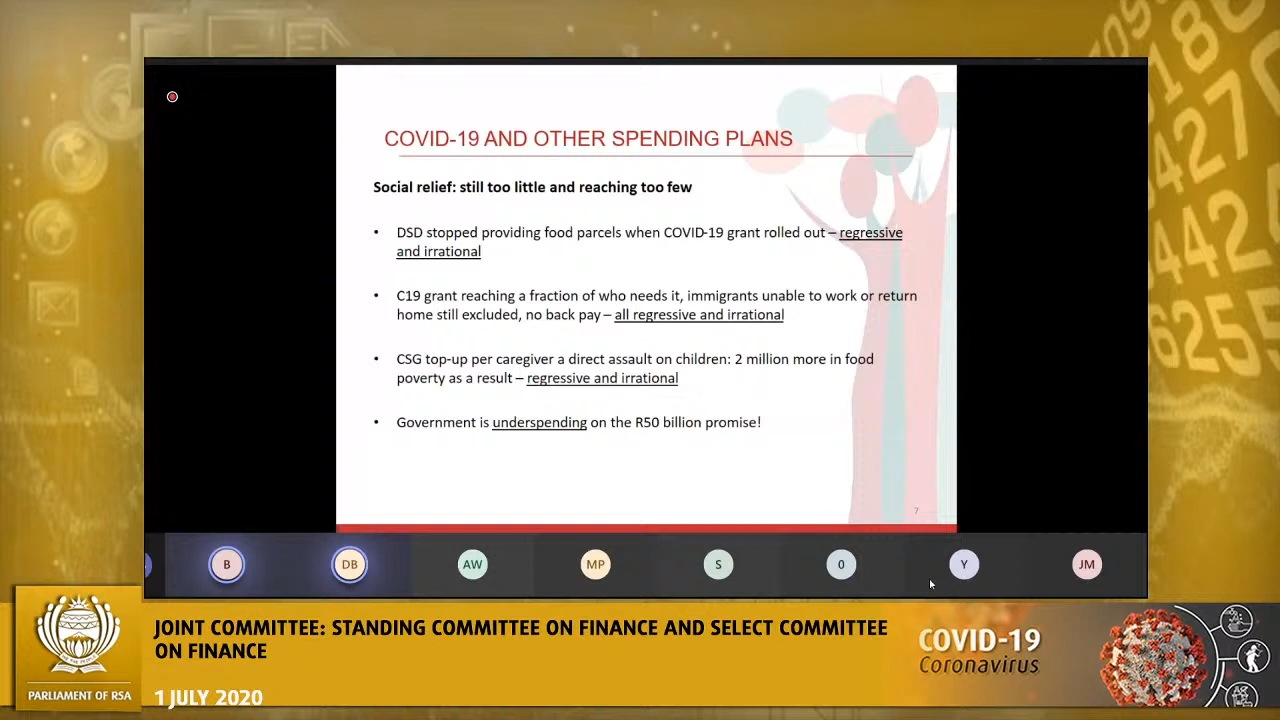 COVID-19 AND OTHER SPENDING PLANS
Social relief: still too little and reaching too few
• DSD stopped providing food parcels when COVID-19 grant rolled out – regressive
and irrational
• C19 grant reaching a fraction of who needs it, immigrants unable to work or return
home still excluded, no back pay – all regressive and irrational
• CSG top-up per caregiver a direct assault on children: 2 million more in food
poverty as a result – regressive and irrational
• Government is underspending on the R50 billion promise!
7
B DB AW MP S 0 Y JM
JOINT COMMITTEE: STANDING COMMITTEE ON FINANCE AND SELECT COMMITTEE
ON FINANCE
1 JULY 2020
PARLIAMENT OF RSA
COVID-19
Coronavirus